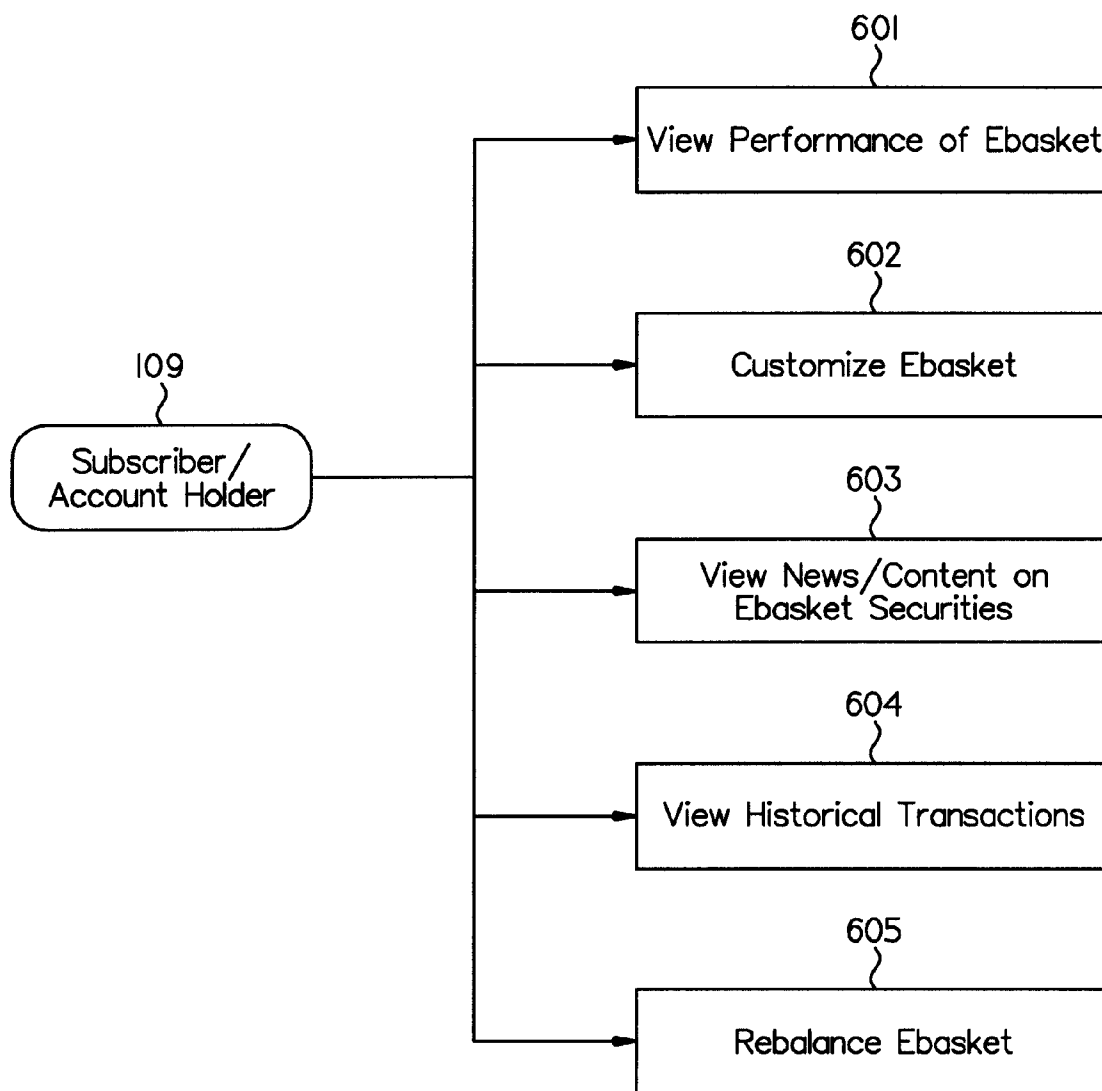 601
View Performance of Ebasket
602
Customize Ebasket
109
Subscriber/
Account Holder
603
View News/Content on
Ebasket Securities
604
View Historical Transactions
605
Rebalance Ebasket